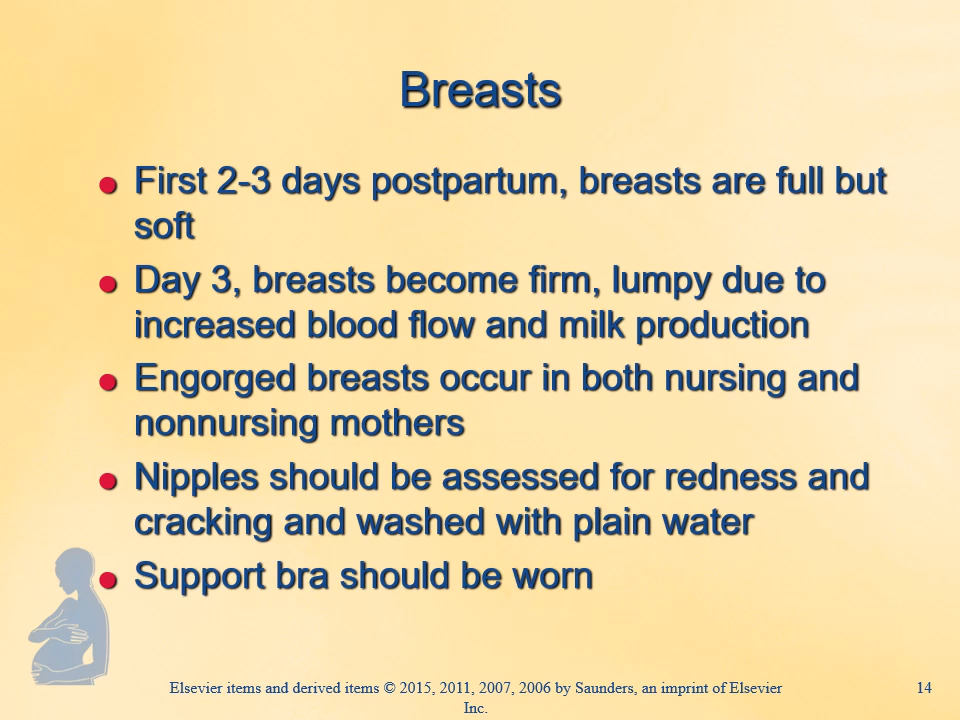 Breasts
First 2-3 days postpartum, breasts are full but
soft
Day 3, breasts become firm, lumpy due to
increased blood flow and milk production
Engorged breasts occur in both nursing and
nonnursing mothers
Nipples should be assessed for redness and
cracking and washed with plain water
Support bra should be worn
Elsevier items and derived items © 2015, 2011, 2007, 2006 by Saunders, an imprint of Elsevier
Inc.
14